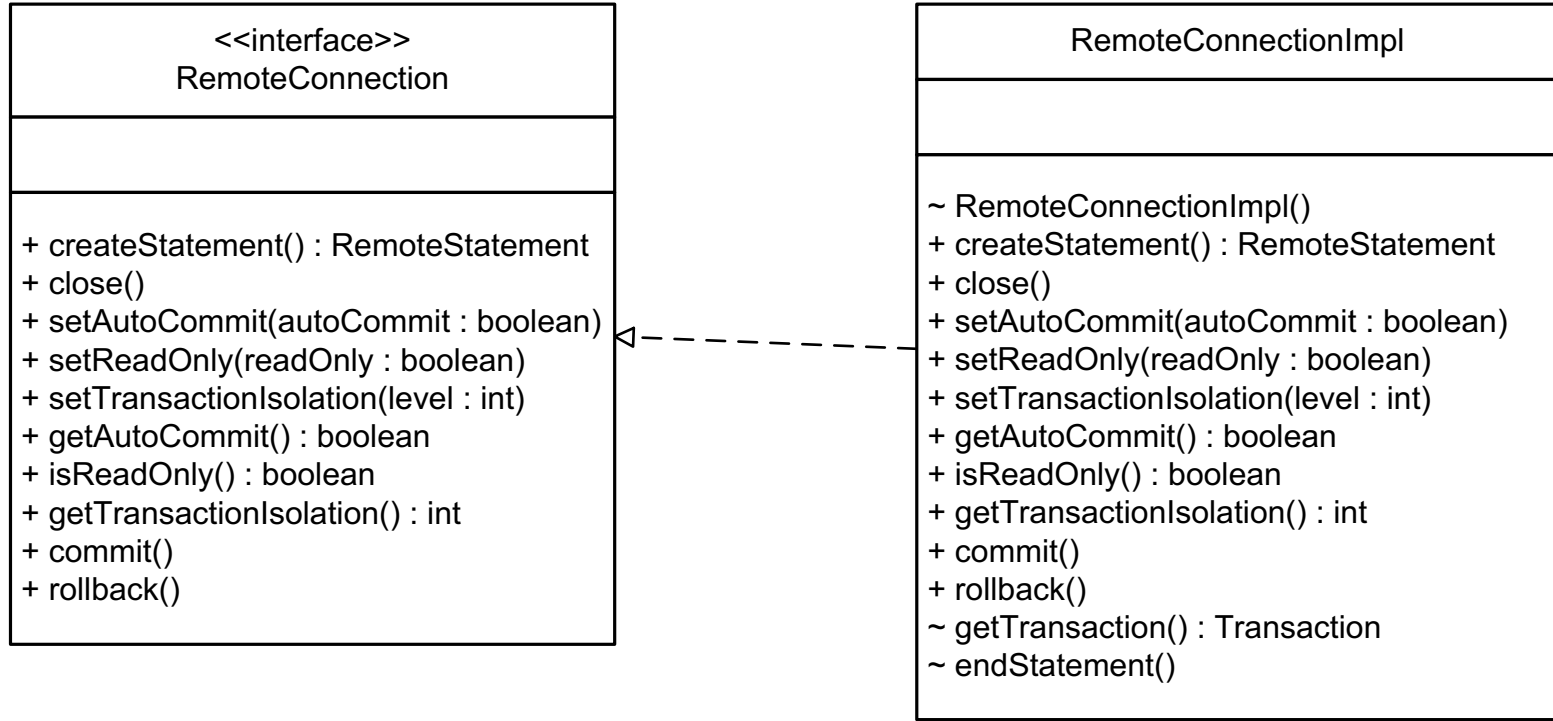 <<interface>>
RemoteConnection
+ createStatement() : RemoteStatement
+ close()
+ setAutoCommit(autoCommit : boolean)
+ setReadOnly(readOnly : boolean)
+ setTransactionIsolation(level : int)
+ getAutoCommit() : boolean
+ isReadOnly() : boolean
+ getTransactionIsolation() : int
+ commit()
+ rollback()
RemoteConnectionImpl
~ RemoteConnectionImpl()
+ createStatement() : RemoteStatement
+ close()
+ setAutoCommit(autoCommit : boolean)
+ setReadOnly(readOnly : boolean)
+ setTransactionIsolation(level : int)
+ getAutoCommit() : boolean
+ isReadOnly() : boolean
+ getTransactionIsolation() : int
+ commit()
+ rollback()
~ getTransaction() : Transaction
~ endStatement()